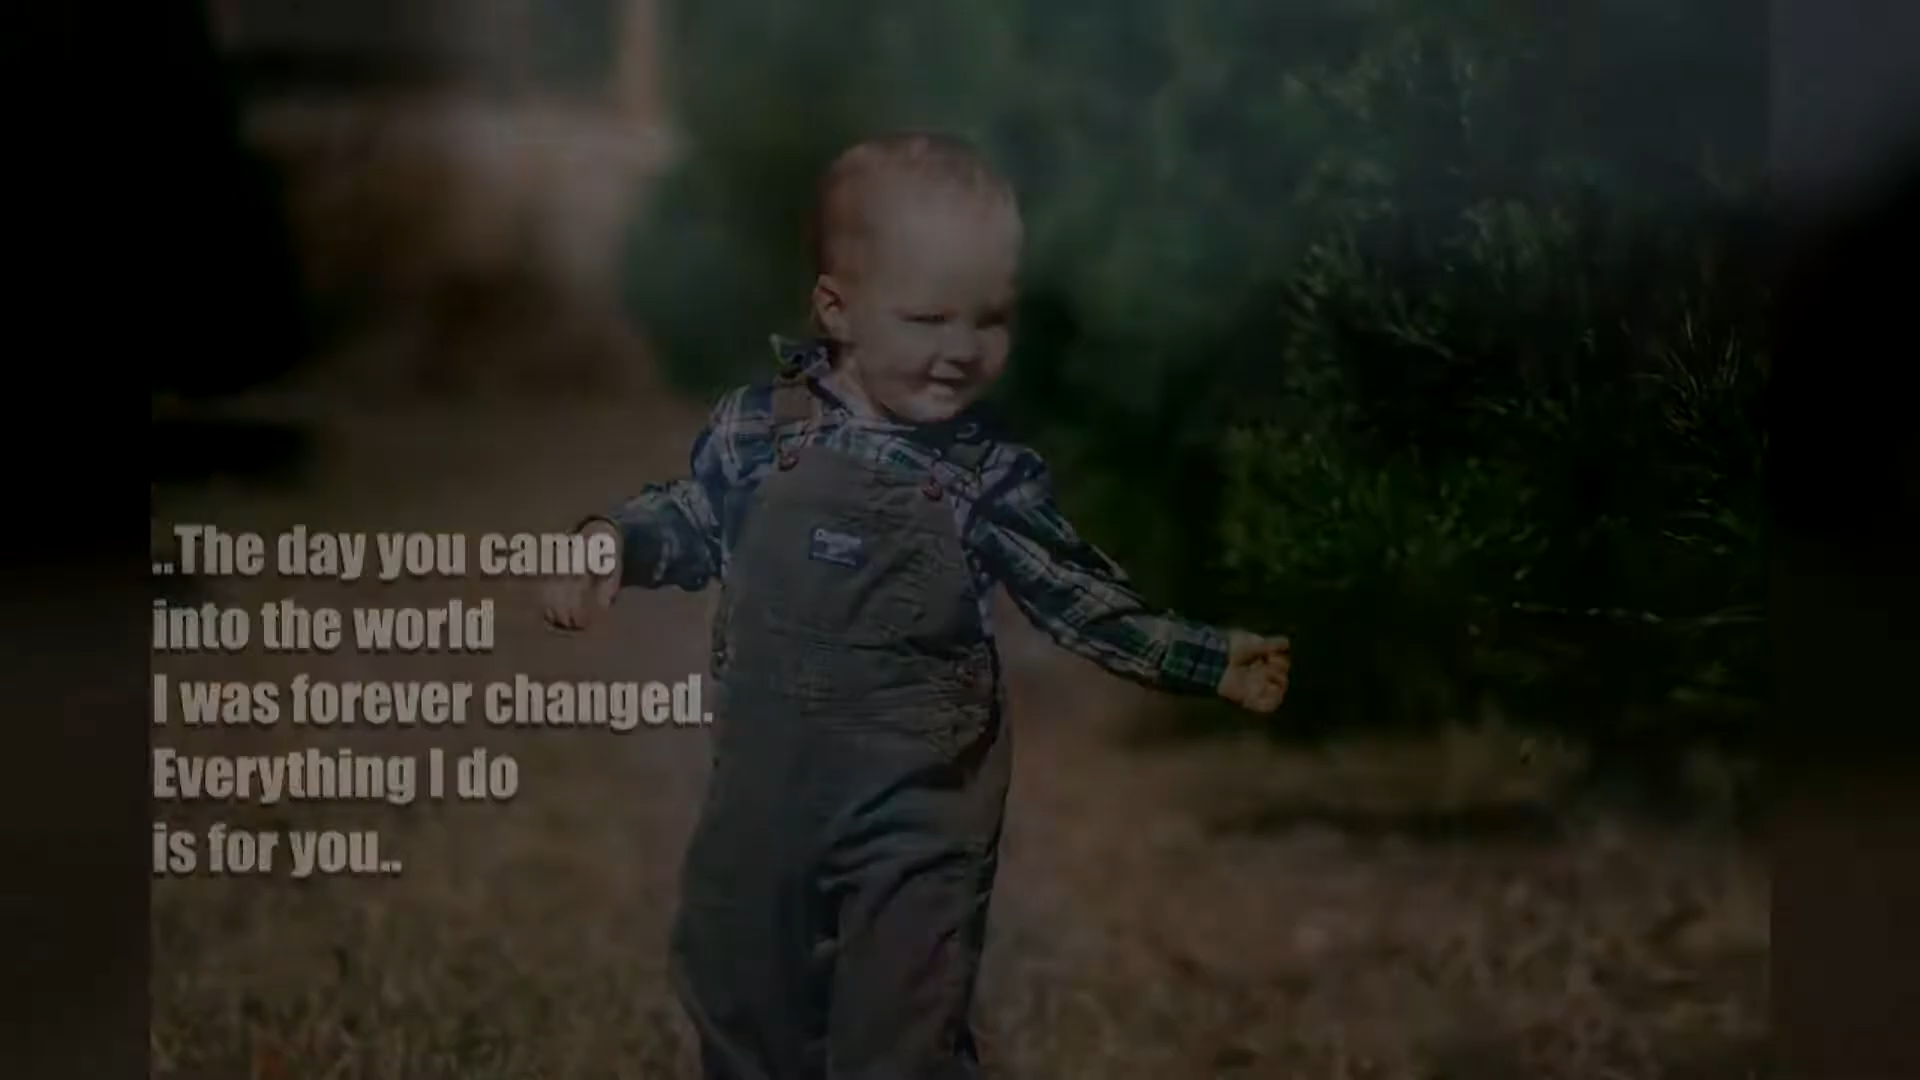 ..The day you came
into the world
I was forever changed.
Everything I do
is for you..